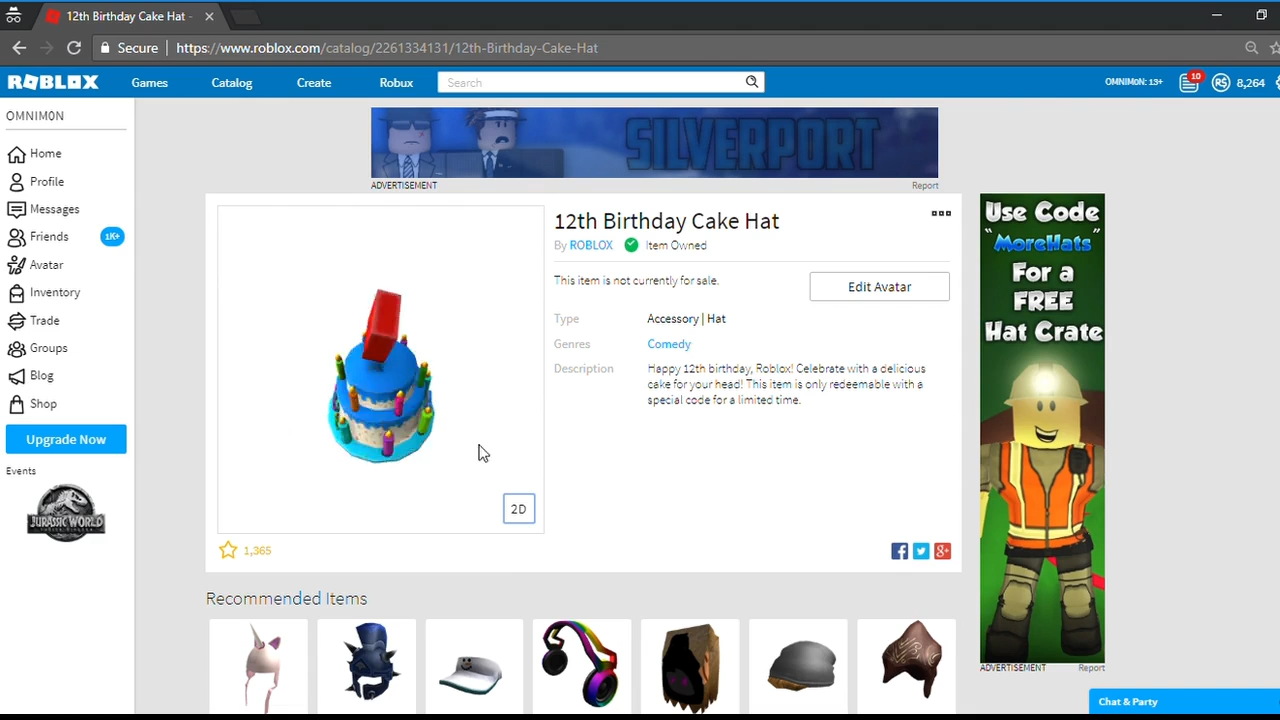 12th Birthday Cake Hat -
Secure
https://www.roblox.com/catalog/2261334131/12th-Birthday-Cake-Hat
ROBLOX
Games
Catalog
Create
Robux
Search
OMNIM0N: 13+
10
R$
8,264
OMNIM0N
Home
Profile
Messages
Friends
1K+
Avatar
Inventory
Trade
Groups
Blog
Shop
Upgrade Now
Events
JURASSIC WORLD
SILVERPORT
ADVERTISEMENT
Report
12th Birthday Cake Hat
By ROBLOX
Item Owned
This item is not currently for sale.
Edit Avatar
Type
Accessory | Hat
Genres
Comedy
Description
Happy 12th birthday, Roblox! Celebrate with a delicious
cake for your head! This item is only redeemable with a
special code for a limited time.
2D
1,365
Recommended Items
Use Code
"MoreHats"
For a
FREE
Hat Crate
ADVERTISEMENT
Report
Chat & Party